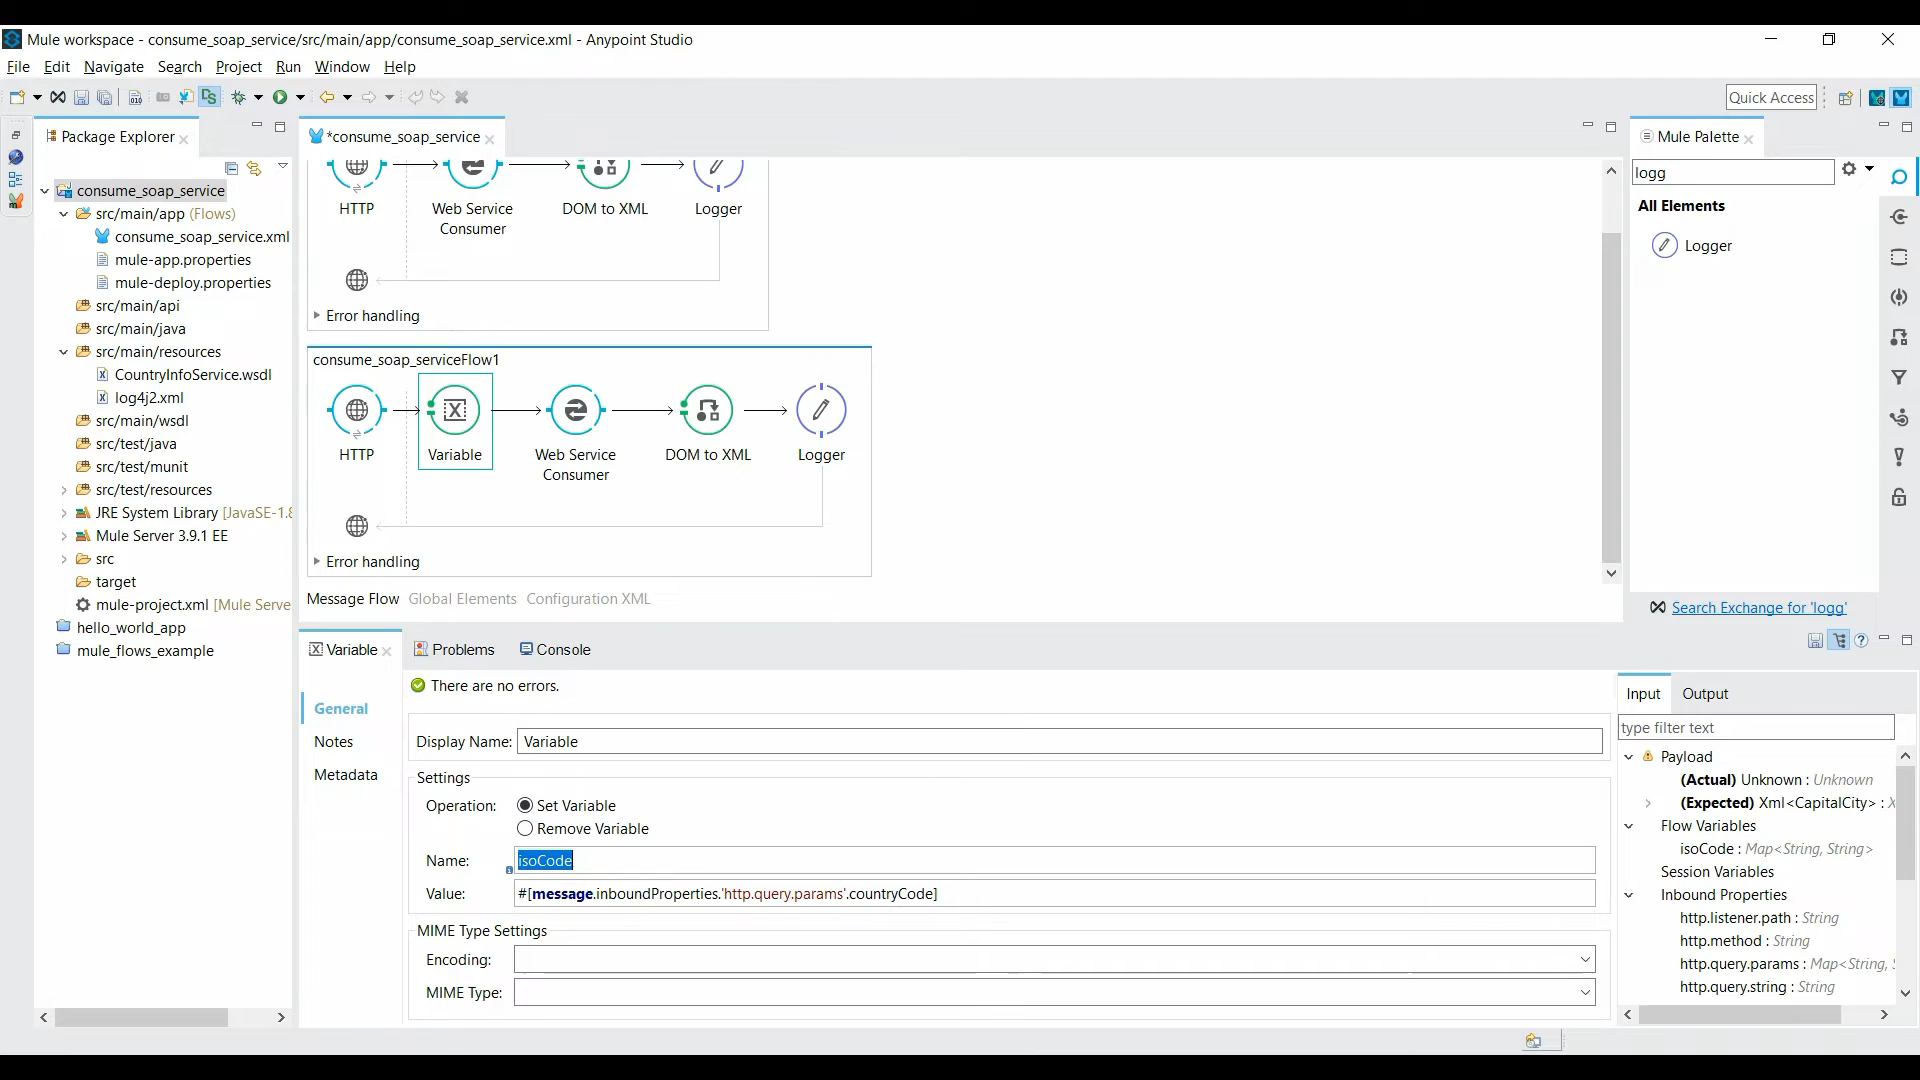 Mule workspace - consume_soap_service/src/main/app/consume_soap_service.xml - Anypoint Studio
File Edit Navigate Search Project Run Window Help
Quick Access
Package Explorer
consume_soap_service
src/main/app (Flows)
consume_soap_service.xml
mule-app.properties
mule-deploy.properties
src/main/api
src/main/java
src/main/resources
CountryInfoService.wsdl
log4j2.xml
src/main/wsdl
src/test/java
src/test/munit
src/test/resources
JRE System Library [JavaSE-1.8
Mule Server 3.9.1 EE
src
target
mule-project.xml [Mule Serve
hello_world_app
mule_flows_example
*consume_soap_service
HTTP
Web Service
Consumer
DOM to XML
Logger
Error handling
consume_soap_serviceFlow1
HTTP
Variable
Web Service
Consumer
DOM to XML
Logger
Error handling
Message Flow Global Elements Configuration XML
Mule Palette
logg
All Elements
Logger
Search Exchange for 'logg'
Variable Problems Console
There are no errors.
General
Notes
Metadata
Display Name: Variable
Settings
Operation: Set Variable
Remove Variable
Name: isoCode
Value: #[message.inboundProperties.'http.query.params'.countryCode]
MIME Type Settings
Encoding:
MIME Type:
Input Output
type filter text
Payload
(Actual) Unknown : Unknown
(Expected) Xml<CapitalCity> : X
Flow Variables
isoCode : Map<String, String>
Session Variables
Inbound Properties
http.listener.path : String
http.method : String
http.query.params : Map<String, S
http.query.string : String